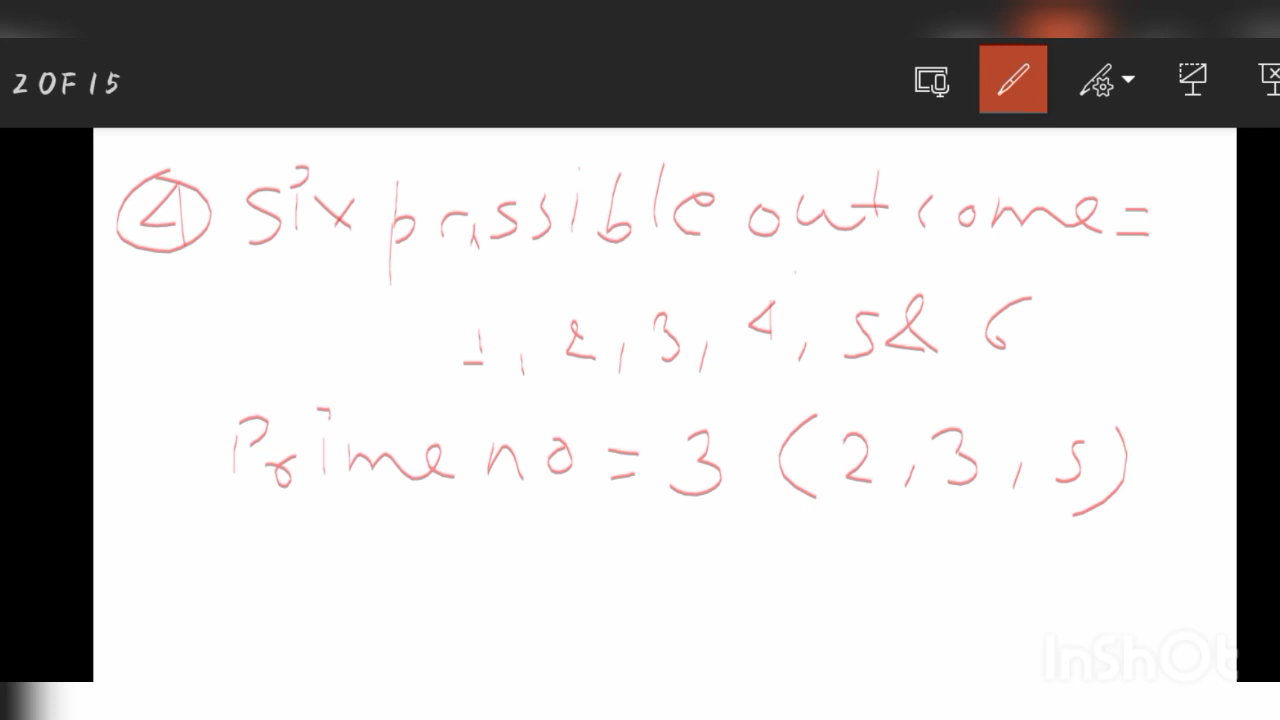 2 OF 15
④ Six possible outcome =
1, 2, 3, 4, 5 & 6
Prime no = 3 (2, 3, 5)
InShOt